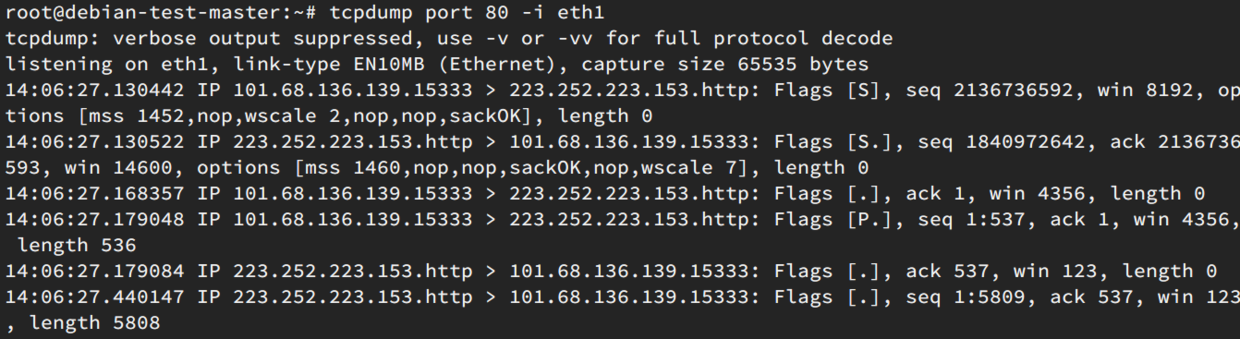 root@debian-test-master:~# tcpdump port 80 -i eth1
tcpdump: verbose output suppressed, use -v or -vv for full protocol decode
listening on eth1, link-type EN10MB (Ethernet), capture size 65535 bytes
14:06:27.130442 IP 101.68.136.139.15333 > 223.252.223.153.http: Flags [S], seq 2136736592, win 8192, op
tions [mss 1452,nop,wscale 2,nop,nop,sackOK], length 0
14:06:27.130522 IP 223.252.223.153.http > 101.68.136.139.15333: Flags [S.], seq 1840972642, ack 2136736
593, win 14600, options [mss 1460,nop,nop,sackOK,nop,wscale 7], length 0
14:06:27.168357 IP 101.68.136.139.15333 > 223.252.223.153.http: Flags [.], ack 1, win 4356, length 0
14:06:27.179048 IP 101.68.136.139.15333 > 223.252.223.153.http: Flags [P.], seq 1:537, ack 1, win 4356,
 length 536
14:06:27.179084 IP 223.252.223.153.http > 101.68.136.139.15333: Flags [.], ack 537, win 123, length 0
14:06:27.440147 IP 223.252.223.153.http > 101.68.136.139.15333: Flags [.], seq 1:5809, ack 537, win 123
, length 5808